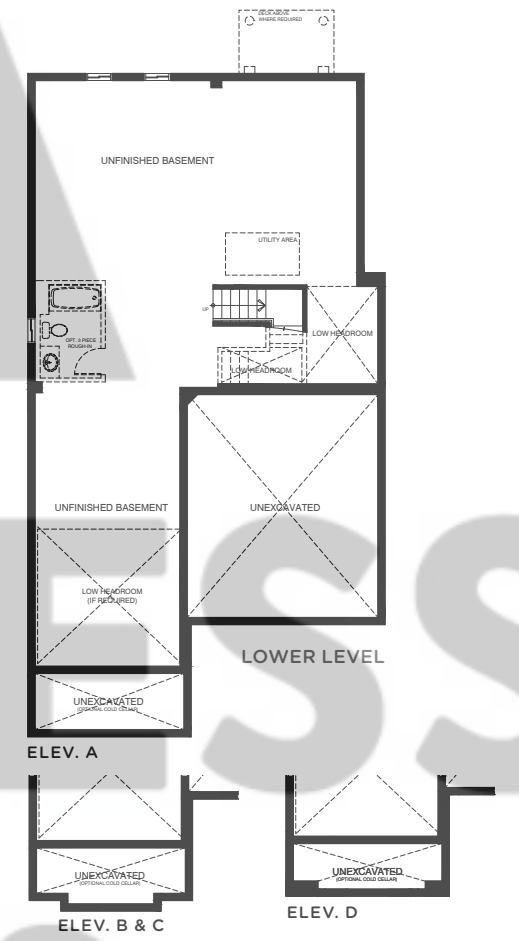 DECK ABOVE
WHERE REQUIRED
UNFINISHED BASEMENT
UTILITY AREA
UP
OPT. 3 PIECE
ROUGH-IN
LOW HEADROOM
LOW HEADROOM
UNFINISHED BASEMENT
UNEXCAVATED
LOW HEADROOM
(IF REQUIRED)
ESS
LOWER LEVEL
UNEXCAVATED
(OPTIONAL COLD CELLAR)
ELEV. A
UNEXCAVATED
(OPTIONAL COLD CELLAR)
UNEXCAVATED
(OPTIONAL COLD CELLAR)
ELEV. B & C
ELEV. D